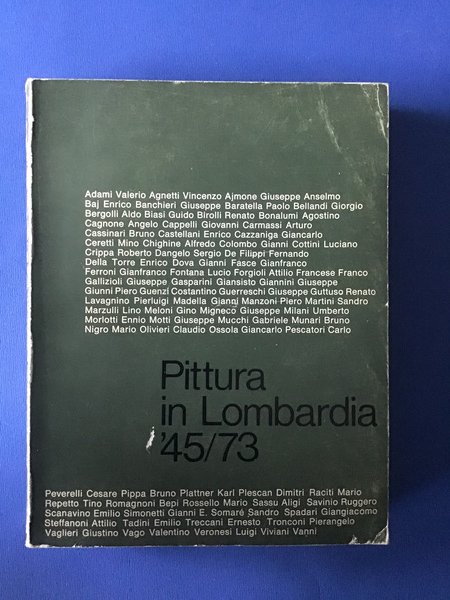 Adami Valerio Agnetti Vincenzo Ajmone Giuseppe Anselmo
Baj Enrico Banchieri Giuseppe Baratella Paolo Bellandi Giorgio
Bergolli Aldo Biasi Guido Birolli Renato Bonalumi Agostino
Cagnone Angelo Cappelli Giovanni Carmassi Arturo
Cassinari Bruno Castellani Enrico Cazzaniga Giancarlo
Ceretti Mino Chighine Alfredo Colombo Gianni Cottini Luciano
Crippa Roberto Dangelo Sergio De Filippi Fernando
Della Torre Enrico Dova Gianni Fasce Gianfranco
Ferroni Gianfranco Fontana Lucio Forgioli Attilio Francese Franco
Gallizioli Giuseppe Gasparini Giansisto Giannini Giuseppe
Giunni Piero Guenzi Costantino Guerreschi Giuseppe Guttuso Renato
Lavagnino Pierluigi Madella Gianni Manzoni Piero Martini Sandro
Marzulli Lino Meloni Gino Migneco Giuseppe Milani Umberto
Morlotti Ennio Motti Giuseppe Mucchi Gabriele Munari Bruno
Nigro Mario Olivieri Claudio Ossola Giancarlo Pescatori Carlo
Pittura
in Lombardia
'45/73
Peverelli Cesare Pippa Bruno Plattner Karl Plescan Dimitri Raciti Mario
Repetto Tino Romagnoni Bepi Rossello Mario Sassu Aligi Savinio Ruggero
Scanavino Emilio Simonetti Gianni E. Somaré Sandro Spadari Giangiacomo
Steffanoni Attilio Tadini Emilio Treccani Ernesto Tronconi Pierangelo
Vaglieri Giustino Vago Valentino Veronesi Luigi Viviani Vanni